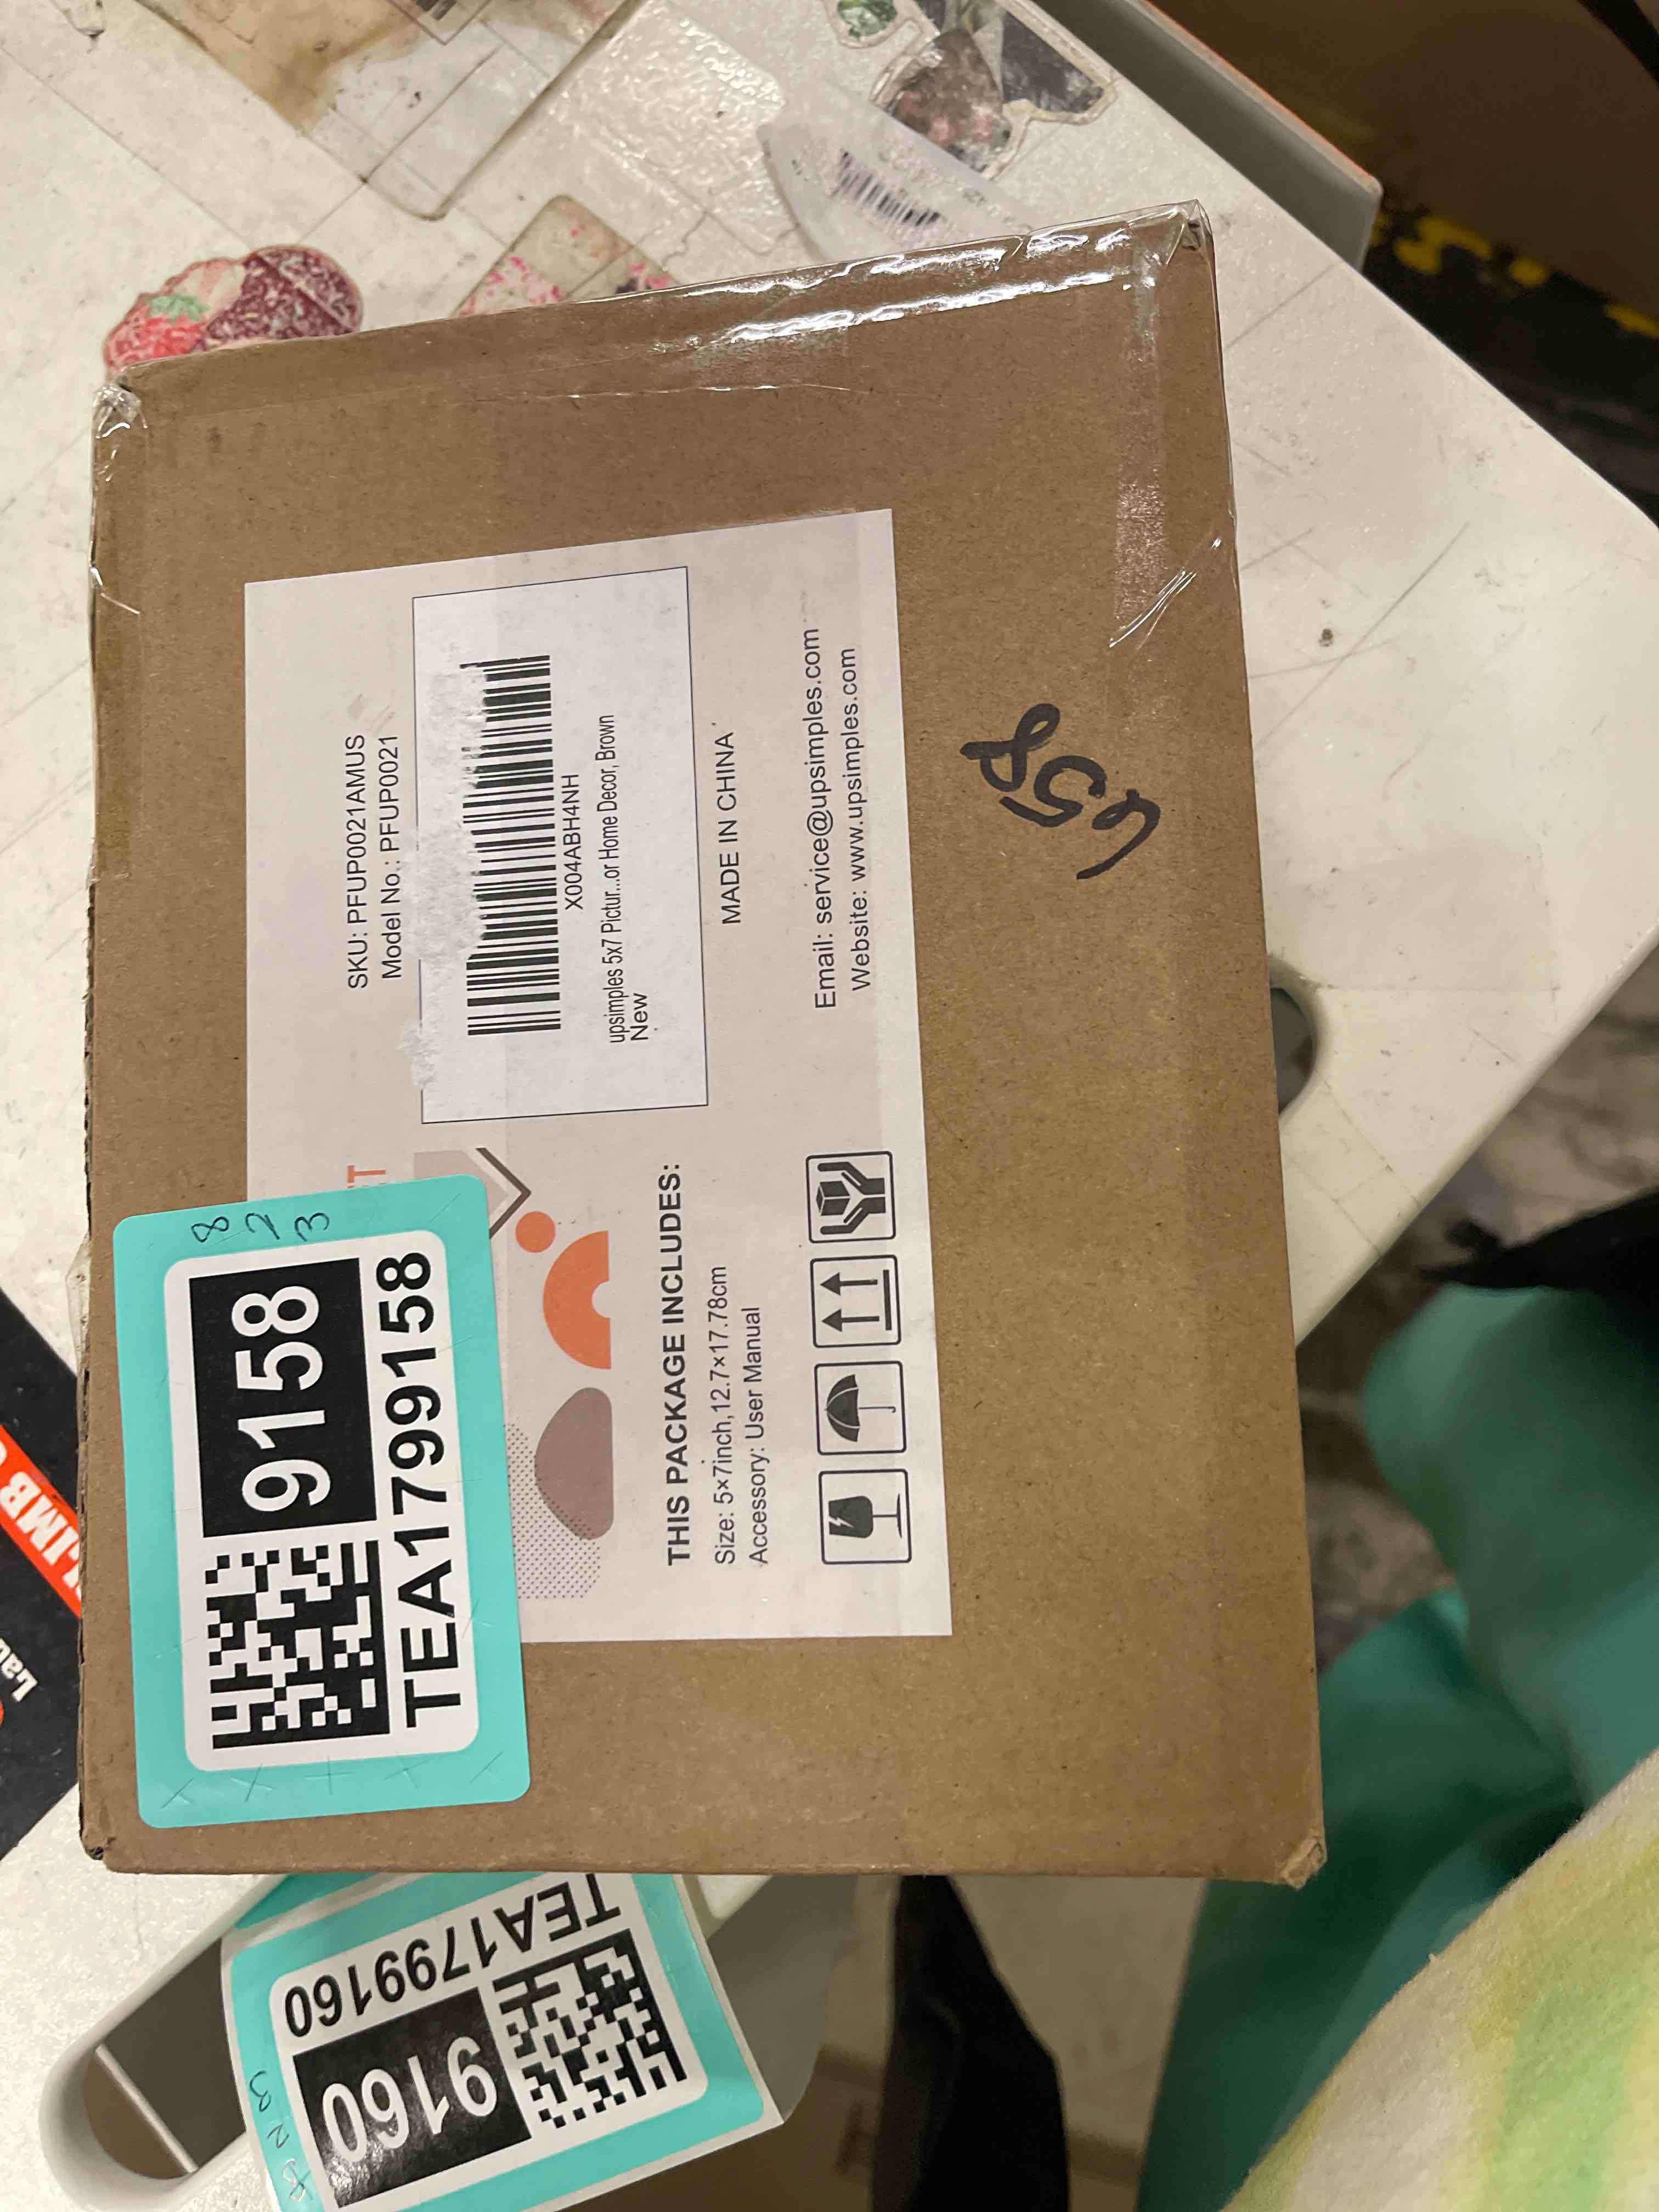 823
9158
TEA1799158
SKU: PFUP0021AMUS
Model No.: PFUP0021
X004ABH4NH
upsimples 5x7 Pictur...or Home Decor, Brown
New
MADE IN CHINA
THIS PACKAGE INCLUDES:
Size: 5×7inch,12.7×17.78cm
Accessory: User Manual
Email: service@upsimples.com
Website: www.upsimples.com
TEA1799160
9160
823